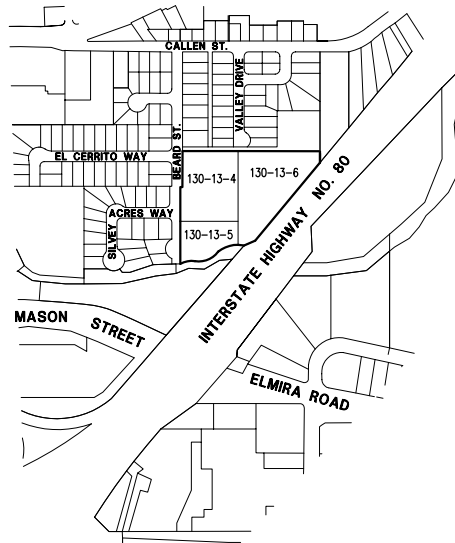 CALLEN ST.
VALLEY DRIVE
BEARD ST.
EL CERRITO WAY
130-13-4
130-13-6
ACRES WAY
SILVEY
130-13-5
INTERSTATE HIGHWAY NO. 80
MASON STREET
ELMIRA ROAD